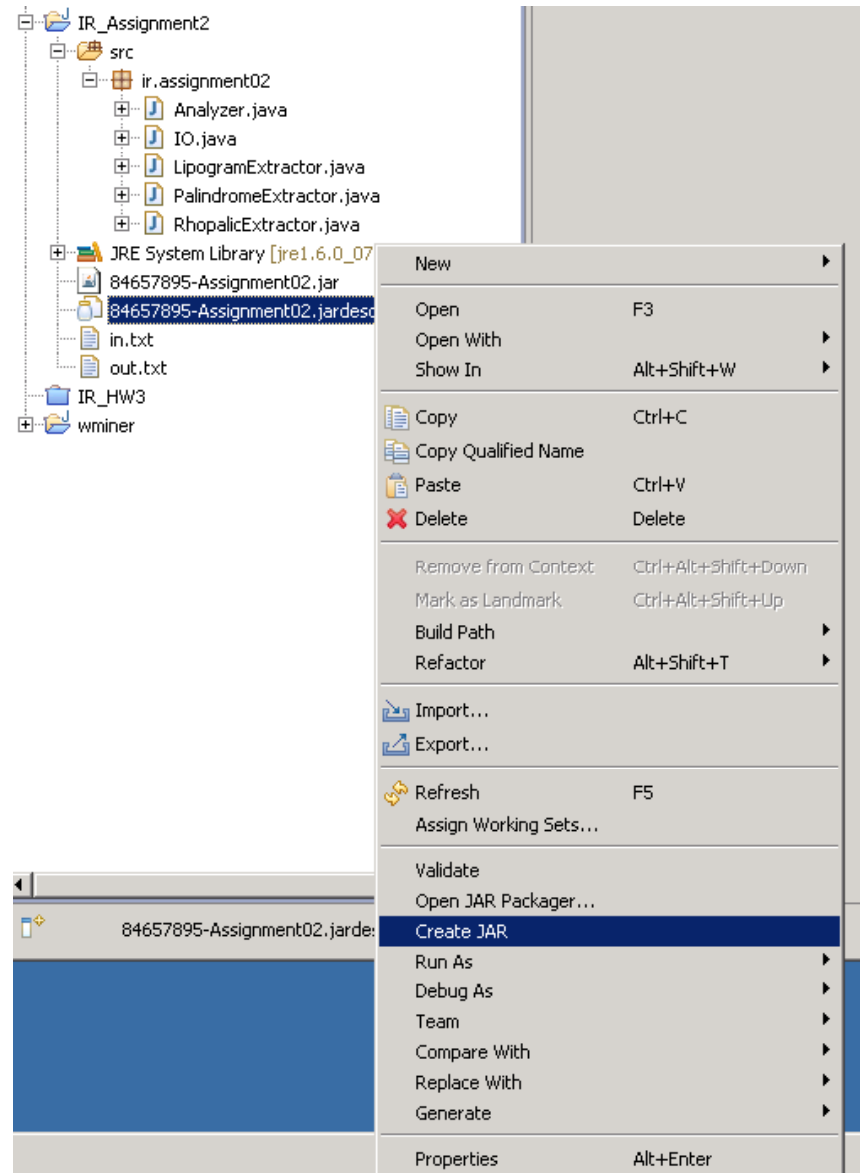 IR_Assignment2
src
ir.assignment02
Analyzer.java
IO.java
LipogramExtractor.java
PalindromeExtractor.java
RhopalicExtractor.java
JRE System Library [jre1.6.0_07
84657895-Assignment02.jar
84657895-Assignment02.jardesc
in.txt
out.txt
IR_HW3
wminer
New
Open F3
Open With
Show In Alt+Shift+W
Copy Ctrl+C
Copy Qualified Name
Paste Ctrl+V
Delete Delete
Remove from Context Ctrl+Alt+Shift+Down
Mark as Landmark Ctrl+Alt+Shift+Up
Build Path
Refactor Alt+Shift+T
Import...
Export...
Refresh F5
Assign Working Sets...
Validate
Open JAR Packager...
Create JAR
Run As
Debug As
Team
Compare With
Replace With
Generate
Properties Alt+Enter
84657895-Assignment02.jarde